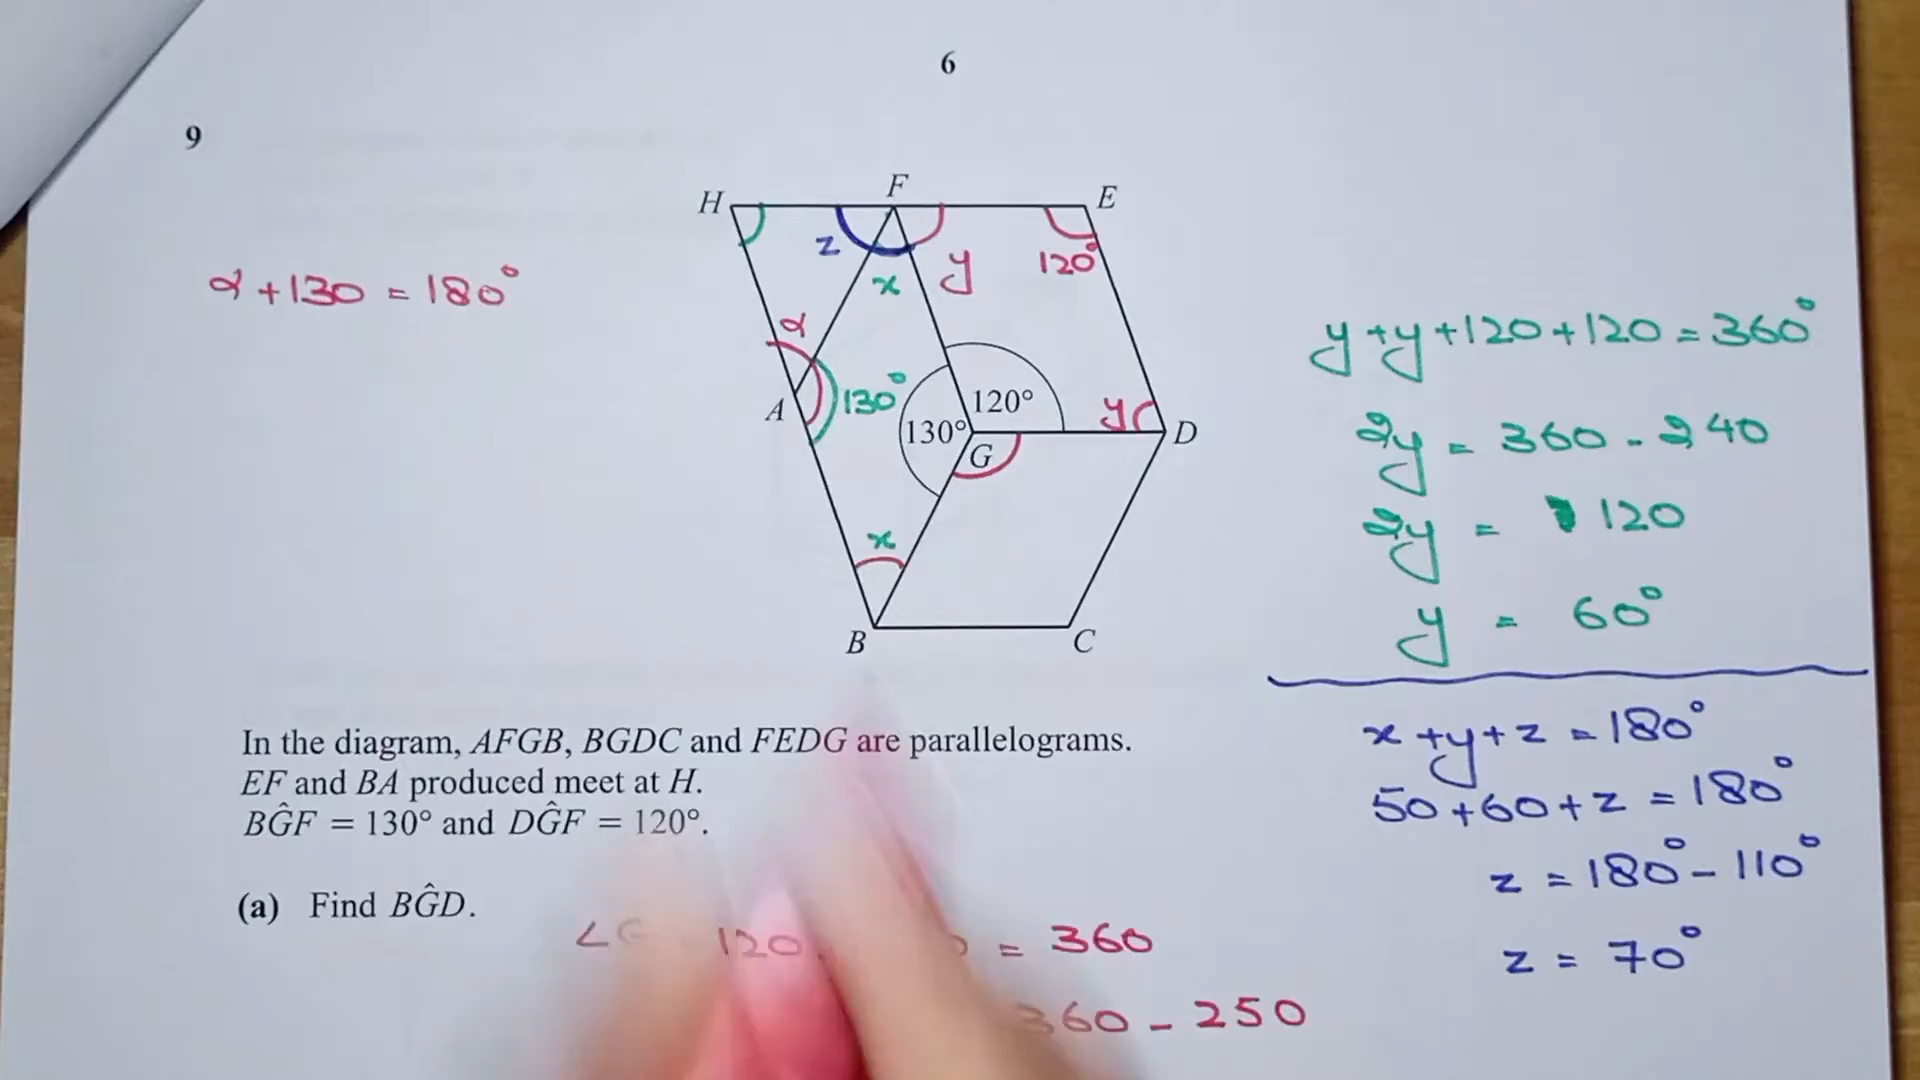 6
9
H F E
z x y 120°
α + 130 = 180°
α
A 130° 130° 120° y D
G
x
B C
y + y + 120 + 120 = 360°
2y = 360 - 240
2y = 120
y = 60°
x + y + z = 180°
50 + 60 + z = 180°
z = 180° - 110°
z = 70°
In the diagram, AFGB, BGDC and FEDG are parallelograms.
EF and BA produced meet at H.
BĜF = 130° and DĜF = 120°.
(a) Find BĜD.
120 = 360
360 - 250